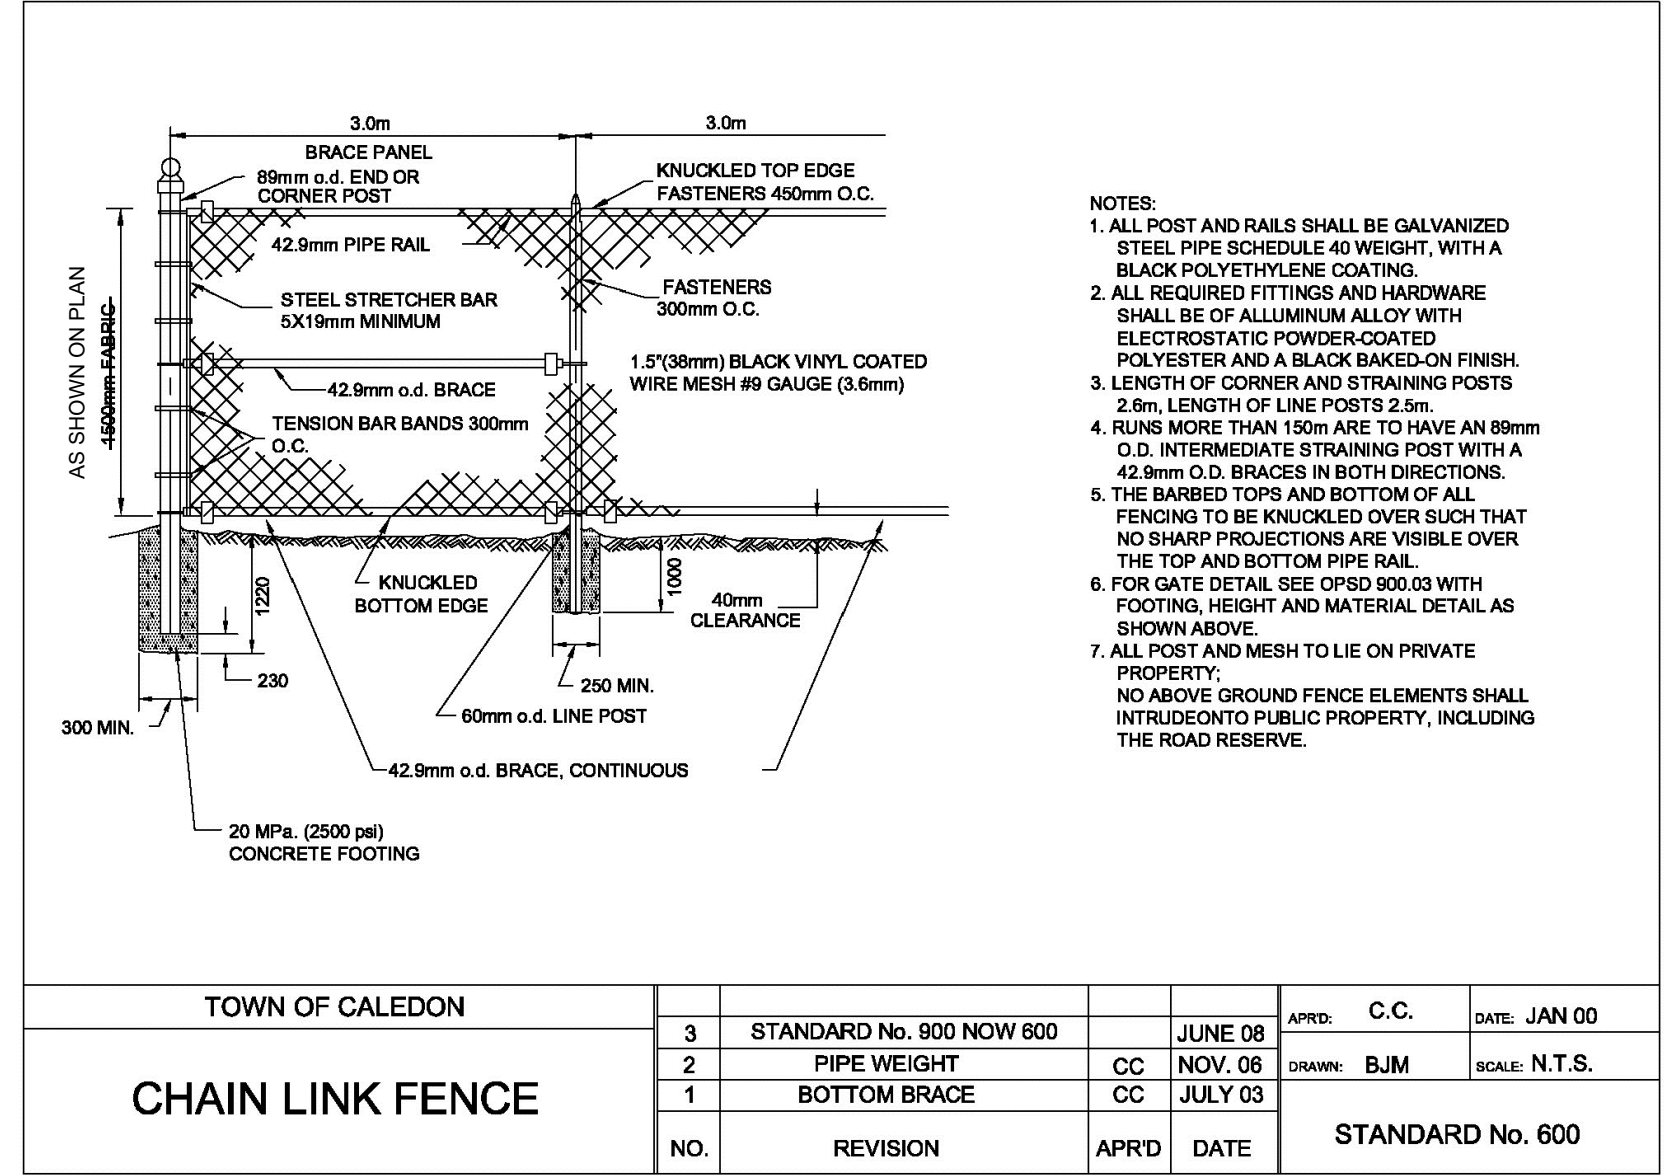 3.0m
3.0m
BRACE PANEL
89mm o.d. END OR
CORNER POST
KNUCKLED TOP EDGE
FASTENERS 450mm O.C.
42.9mm PIPE RAIL
AS SHOWN ON PLAN
1500mm FABRIC
STEEL STRETCHER BAR
5X19mm MINIMUM
FASTENERS
300mm O.C.
1.5"(38mm) BLACK VINYL COATED
WIRE MESH #9 GAUGE (3.6mm)
42.9mm o.d. BRACE
TENSION BAR BANDS 300mm
O.C.
KNUCKLED
BOTTOM EDGE
1220
1000
40mm
CLEARANCE
230
250 MIN.
300 MIN.
60mm o.d. LINE POST
42.9mm o.d. BRACE, CONTINUOUS
20 MPa. (2500 psi)
CONCRETE FOOTING
NOTES:
1. ALL POST AND RAILS SHALL BE GALVANIZED
STEEL PIPE SCHEDULE 40 WEIGHT, WITH A
BLACK POLYETHYLENE COATING.
2. ALL REQUIRED FITTINGS AND HARDWARE
SHALL BE OF ALLUMINUM ALLOY WITH
ELECTROSTATIC POWDER-COATED
POLYESTER AND A BLACK BAKED-ON FINISH.
3. LENGTH OF CORNER AND STRAINING POSTS
2.6m, LENGTH OF LINE POSTS 2.5m.
4. RUNS MORE THAN 150m ARE TO HAVE AN 89mm
O.D. INTERMEDIATE STRAINING POST WITH A
42.9mm O.D. BRACES IN BOTH DIRECTIONS.
5. THE BARBED TOPS AND BOTTOM OF ALL
FENCING TO BE KNUCKLED OVER SUCH THAT
NO SHARP PROJECTIONS ARE VISIBLE OVER
THE TOP AND BOTTOM PIPE RAIL.
6. FOR GATE DETAIL SEE OPSD 900.03 WITH
FOOTING, HEIGHT AND MATERIAL DETAIL AS
SHOWN ABOVE.
7. ALL POST AND MESH TO LIE ON PRIVATE
PROPERTY;
NO ABOVE GROUND FENCE ELEMENTS SHALL
INTRUDEONTO PUBLIC PROPERTY, INCLUDING
THE ROAD RESERVE.
TOWN OF CALEDON
CHAIN LINK FENCE
3 STANDARD No. 900 NOW 600 JUNE 08
2 PIPE WEIGHT CC NOV. 06
1 BOTTOM BRACE CC JULY 03
NO. REVISION APR'D DATE
APR'D: C.C. DATE: JAN 00
DRAWN: BJM SCALE: N.T.S.
STANDARD No. 600